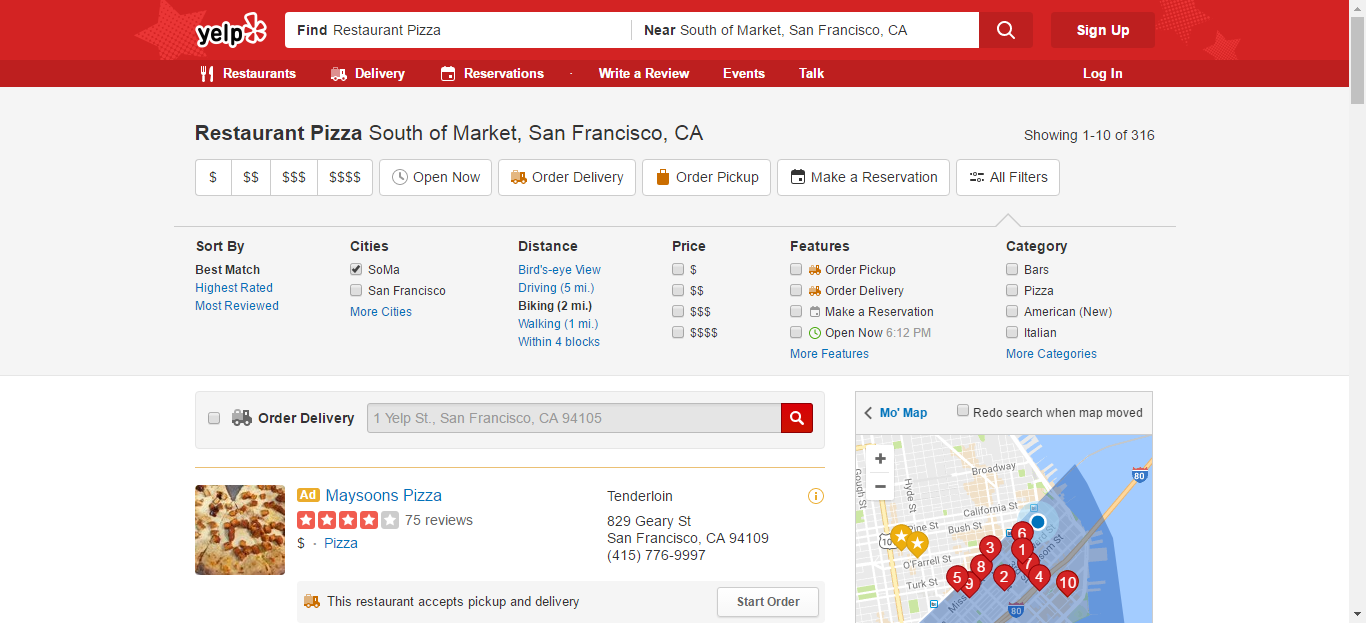 yelp
Find Restaurant Pizza
Near South of Market, San Francisco, CA
Sign Up
Restaurants
Delivery
Reservations
·
Write a Review
Events
Talk
Log In
Restaurant Pizza South of Market, San Francisco, CA
Showing 1-10 of 316
$
$$
$$$
$$$$
Open Now
Order Delivery
Order Pickup
Make a Reservation
All Filters
Sort By
Best Match
Highest Rated
Most Reviewed
Cities
SoMa
San Francisco
More Cities
Distance
Bird's-eye View
Driving (5 mi.)
Biking (2 mi.)
Walking (1 mi.)
Within 4 blocks
Price
$
$$
$$$
$$$$
Features
Order Pickup
Order Delivery
Make a Reservation
Open Now 6:12 PM
More Features
Category
Bars
Pizza
American (New)
Italian
More Categories
Order Delivery
1 Yelp St., San Francisco, CA 94105
Ad Maysoons Pizza
75 reviews
$ · Pizza
Tenderloin
829 Geary St
San Francisco, CA 94109
(415) 776-9997
This restaurant accepts pickup and delivery
Start Order
Mo' Map
Redo search when map moved
+
−
Broadway
80
Gough St
Hyde St
California St
Pine St
Bush St
O'Farrell St
Turk St
6
3
1
7
8
2
4
5
9
10
80